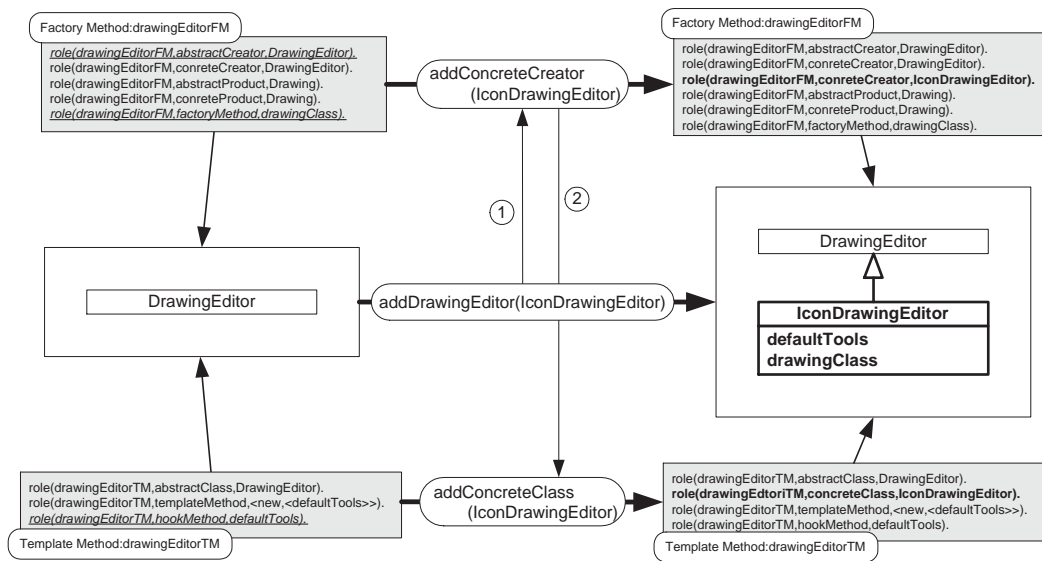 Factory Method:drawingEditorFM
role(drawingEditorFM,abstractCreator,DrawingEditor).
role(drawingEditorFM,conreteCreator,DrawingEditor).
role(drawingEditorFM,abstractProduct,Drawing).
role(drawingEditorFM,conreteProduct,Drawing).
role(drawingEditorFM,factoryMethod,drawingClass).
addConcreteCreator
(IconDrawingEditor)
Factory Method:drawingEditorFM
role(drawingEditorFM,abstractCreator,DrawingEditor).
role(drawingEditorFM,conreteCreator,DrawingEditor).
role(drawingEditorFM,conreteCreator,IconDrawingEditor).
role(drawingEditorFM,abstractProduct,Drawing).
role(drawingEditorFM,conreteProduct,Drawing).
role(drawingEditorFM,factoryMethod,drawingClass).
1
2
DrawingEditor
addDrawingEditor(IconDrawingEditor)
DrawingEditor
IconDrawingEditor
defaultTools
drawingClass
role(drawingEditorTM,abstractClass,DrawingEditor).
role(drawingEditorTM,templateMethod,<new,<defaultTools>>).
role(drawingEditorTM,hookMethod,defaultTools).
Template Method:drawingEditorTM
addConcreteClass
(IconDrawingEditor)
role(drawingEditorTM,abstractClass,DrawingEditor).
role(drawingEdtoriTM,concreteClass,IconDrawingEditor).
role(drawingEditorTM,templateMethod,<new,<defaultTools>>).
role(drawingEditorTM,hookMethod,defaultTools).
Template Method:drawingEditorTM